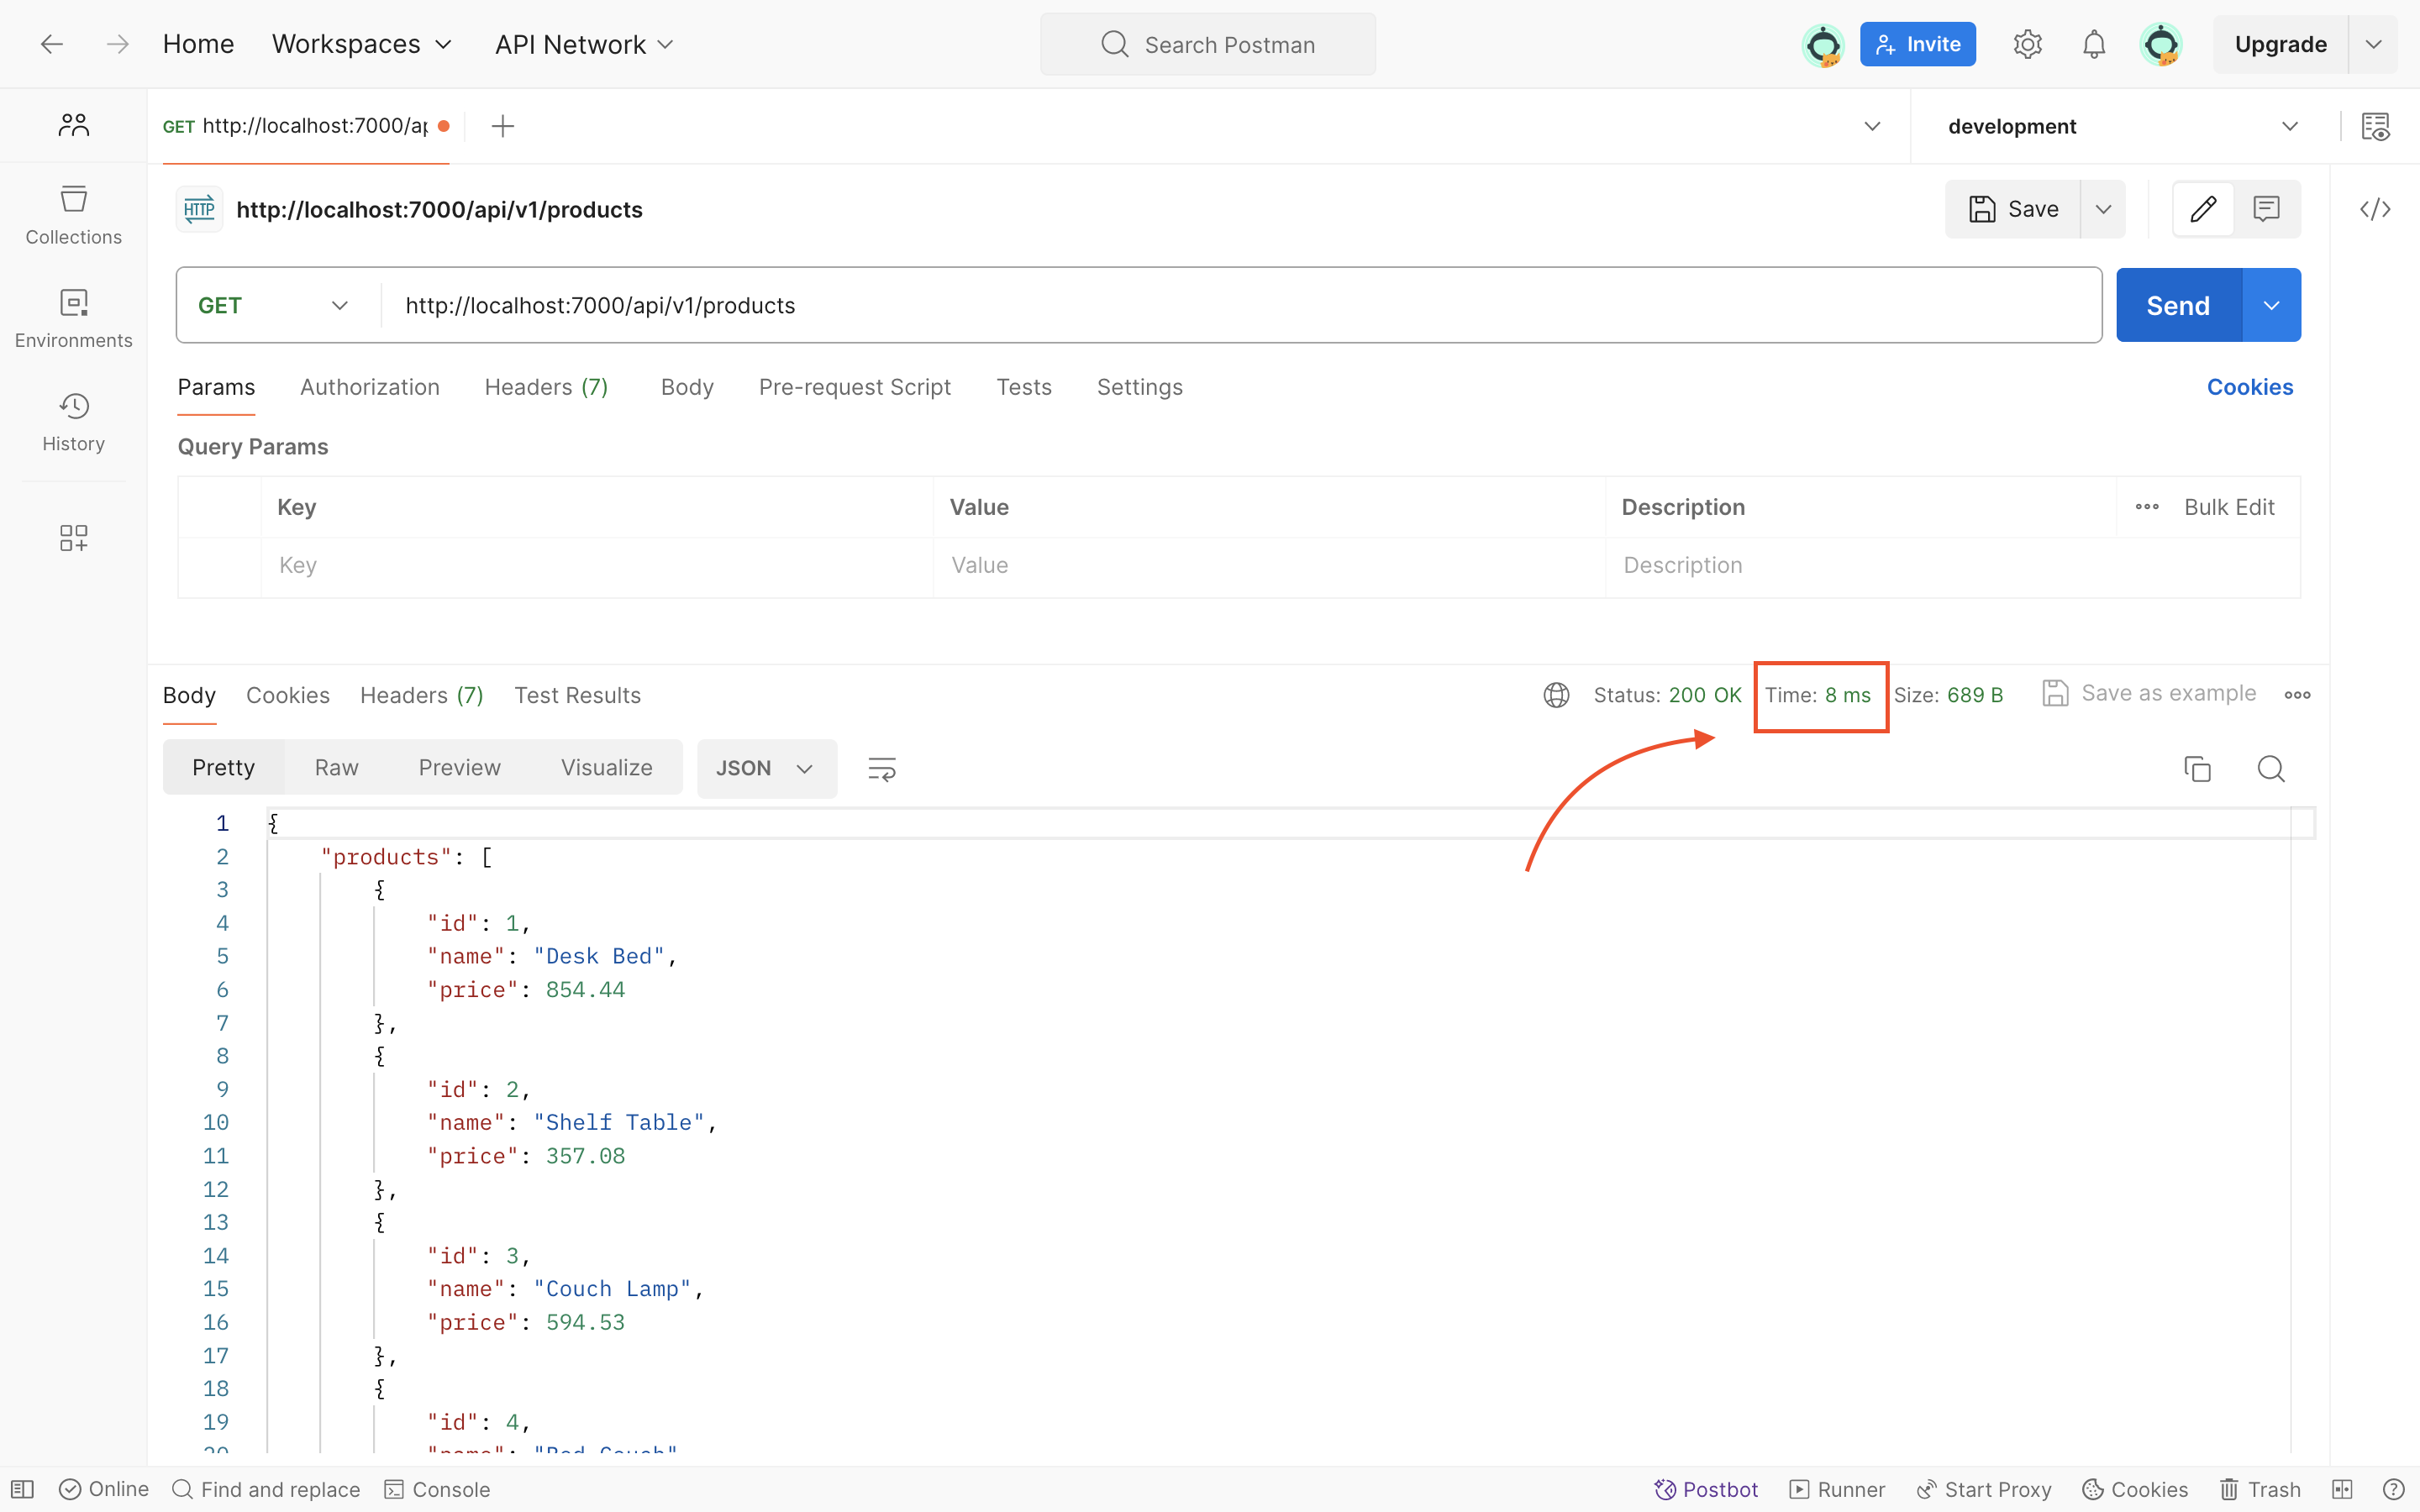 Home Workspaces API Network Search Postman Invite Upgrade
GET http://localhost:7000/ap development
HTTP http://localhost:7000/api/v1/products Save
Collections
GET http://localhost:7000/api/v1/products Send
Environments
Params Authorization Headers (7) Body Pre-request Script Tests Settings Cookies
History
Query Params
Key Value Description Bulk Edit
Key Value Description
Body Cookies Headers (7) Test Results Status: 200 OK Time: 8 ms Size: 689 B Save as example
Pretty Raw Preview Visualize JSON
1 {
2 "products": [
3 {
4 "id": 1,
5 "name": "Desk Bed",
6 "price": 854.44
7 },
8 {
9 "id": 2,
10 "name": "Shelf Table",
11 "price": 357.08
12 },
13 {
14 "id": 3,
15 "name": "Couch Lamp",
16 "price": 594.53
17 },
18 {
19 "id": 4,
20 "name": "Bed Couch"
Online Find and replace Console Postbot Runner Start Proxy Cookies Trash